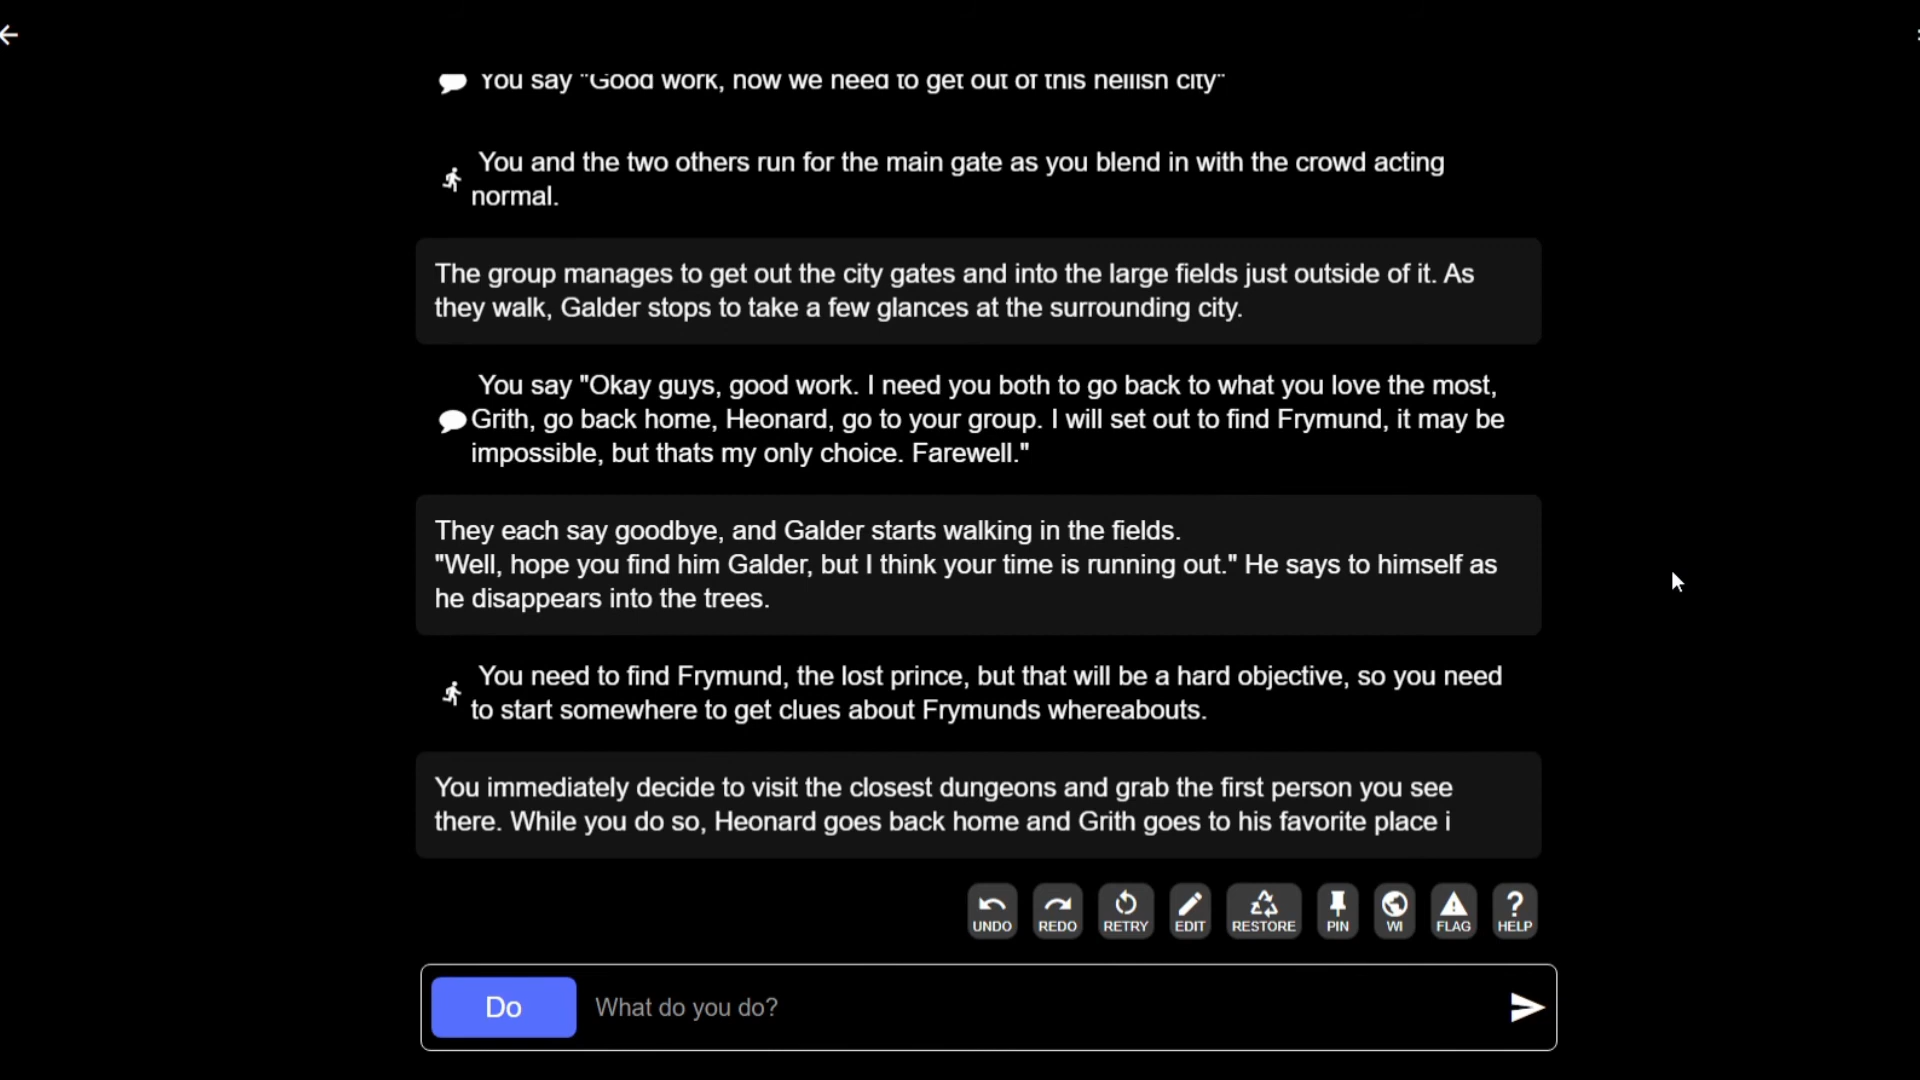 You say "Good work, now we need to get out of this hellish city"
You and the two others run for the main gate as you blend in with the crowd acting
normal.
The group manages to get out the city gates and into the large fields just outside of it. As
they walk, Galder stops to take a few glances at the surrounding city.
You say "Okay guys, good work. I need you both to go back to what you love the most,
Grith, go back home, Heonard, go to your group. I will set out to find Frymund, it may be
impossible, but thats my only choice. Farewell."
They each say goodbye, and Galder starts walking in the fields.
"Well, hope you find him Galder, but I think your time is running out." He says to himself as
he disappears into the trees.
You need to find Frymund, the lost prince, but that will be a hard objective, so you need
to start somewhere to get clues about Frymunds whereabouts.
You immediately decide to visit the closest dungeons and grab the first person you see
there. While you do so, Heonard goes back home and Grith goes to his favorite place i
UNDO REDO RETRY EDIT RESTORE PIN WI FLAG HELP
Do What do you do?